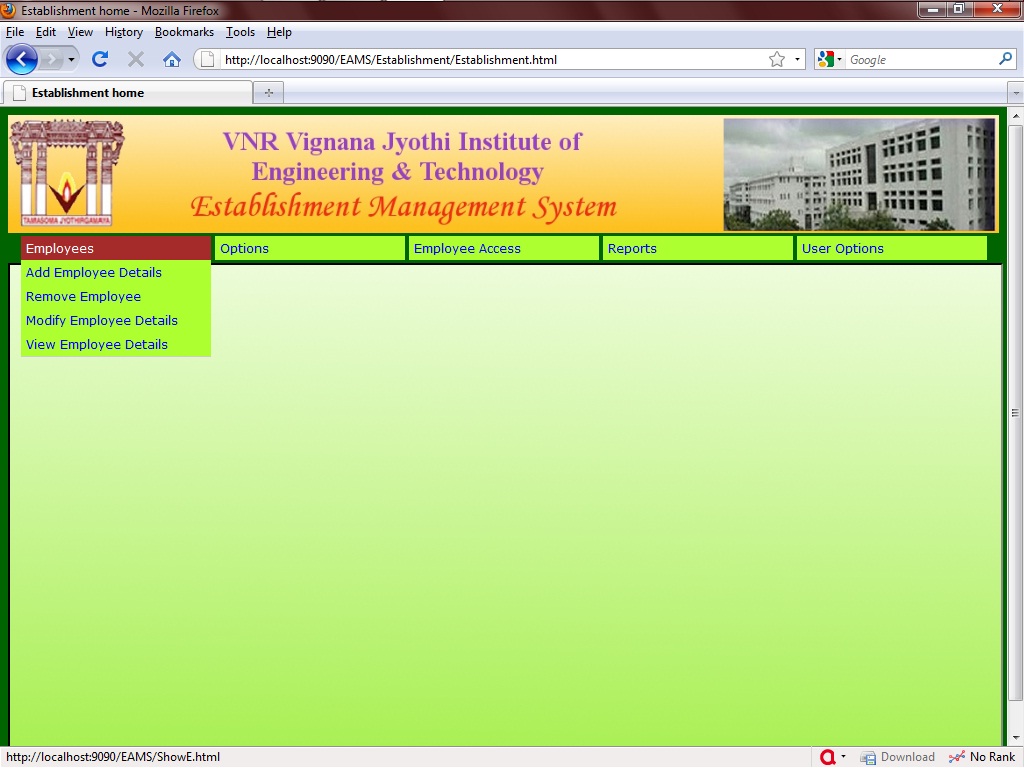 Establishment home - Mozilla Firefox
File Edit View History Bookmarks Tools Help
http://localhost:9090/EAMS/Establishment/Establishment.html
Google
Establishment home
VNR Vignana Jyothi Institute of
Engineering & Technology
Establishment Management System
TAMASOMA JYOTHIRGAMAYA
Employees Options Employee Access Reports User Options
Add Employee Details
Remove Employee
Modify Employee Details
View Employee Details
http://localhost:9090/EAMS/ShowE.html
a Download No Rank